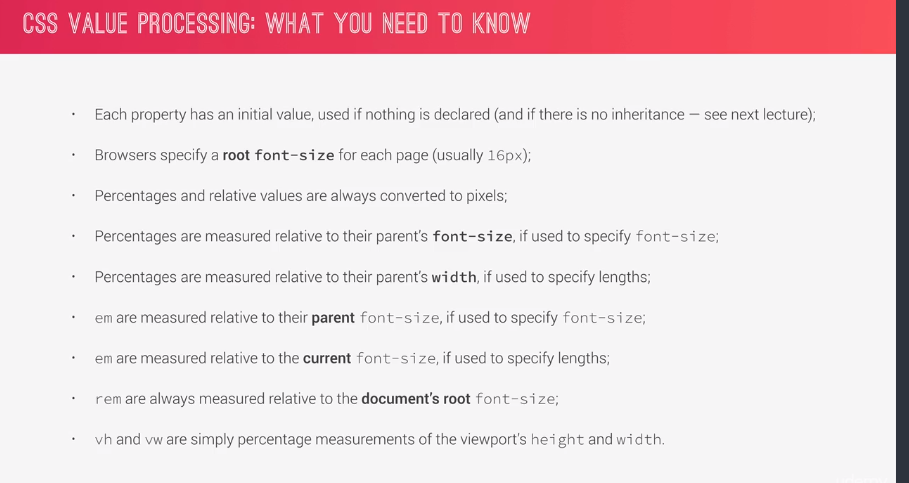 CSS VALUE PROCESSING: WHAT YOU NEED TO KNOW
• Each property has an initial value, used if nothing is declared (and if there is no inheritance — see next lecture);
• Browsers specify a root font-size for each page (usually 16px);
• Percentages and relative values are always converted to pixels;
• Percentages are measured relative to their parent's font-size, if used to specify font-size;
• Percentages are measured relative to their parent's width, if used to specify lengths;
• em are measured relative to their parent font-size, if used to specify font-size;
• em are measured relative to the current font-size, if used to specify lengths;
• rem are always measured relative to the document's root font-size;
• vh and vw are simply percentage measurements of the viewport's height and width.